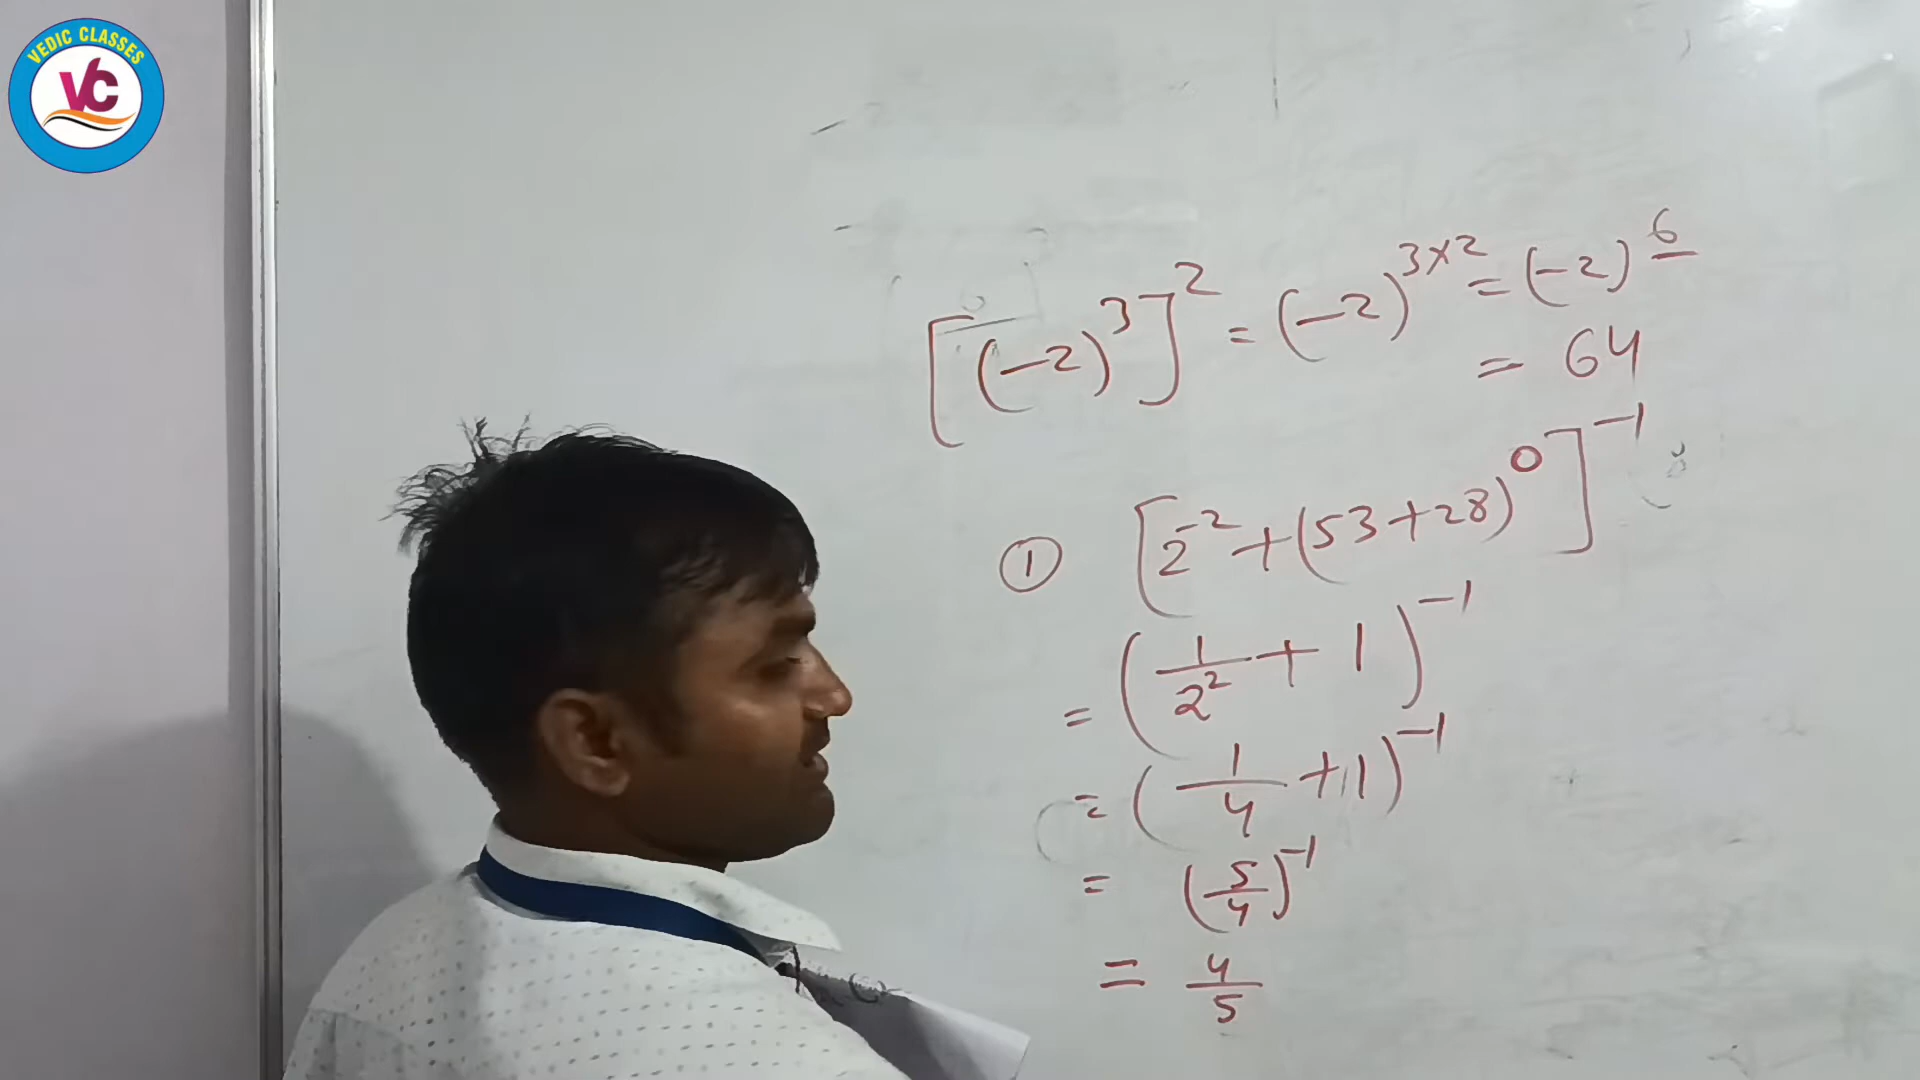 VEDIC CLASSES
VC
[(-2)³]² = (-2)³ˣ² = (-2)⁶
= 64
① [2⁻² + (53+28)⁰]⁻¹
= (1/2² + 1)⁻¹
= (1/4 + 1)⁻¹
= (5/4)⁻¹
= 4/5